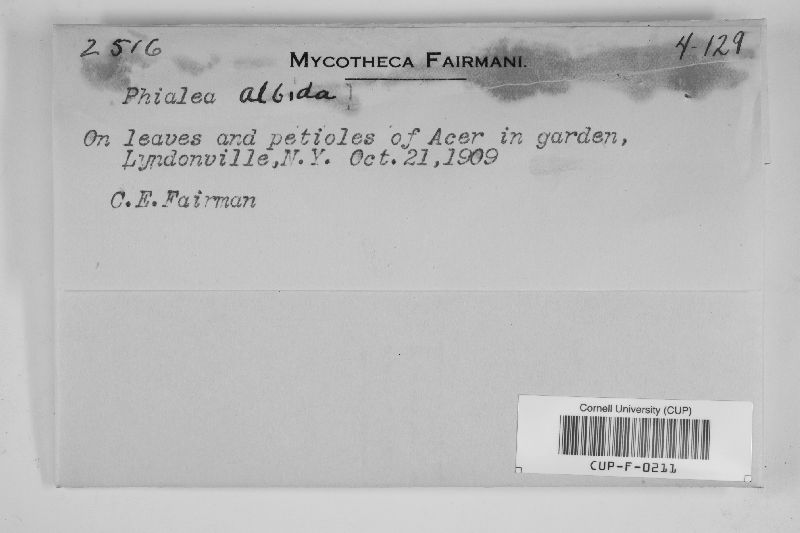 2516
4-129
MYCOTHECA FAIRMANI.
Phialea albida
On leaves and petioles of Acer in garden,
Lyndonville,N.Y. Oct.21,1909
C.E.Fairman
Cornell University (CUP)
CUP-F-0211